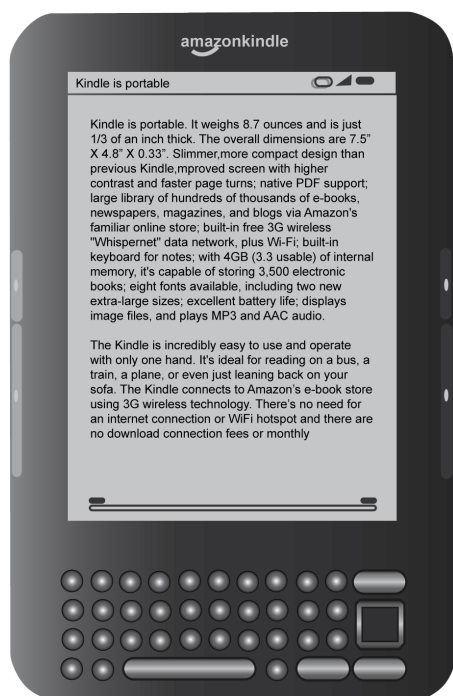 amazonkindle
Kindle is portable
Kindle is portable. It weighs 8.7 ounces and is just
1/3 of an inch thick. The overall dimensions are 7.5”
X 4.8” X 0.33”. Slimmer,more compact design than
previous Kindle,mproved screen with higher
contrast and faster page turns; native PDF support;
large library of hundreds of thousands of e-books,
newspapers, magazines, and blogs via Amazon's
familiar online store; built-in free 3G wireless
"Whispernet" data network, plus Wi-Fi; built-in
keyboard for notes; with 4GB (3.3 usable) of internal
memory, it's capable of storing 3,500 electronic
books; eight fonts available, including two new
extra-large sizes; excellent battery life; displays
image files, and plays MP3 and AAC audio.
The Kindle is incredibly easy to use and operate
with only one hand. It's ideal for reading on a bus, a
train, a plane, or even just leaning back on your
sofa. The Kindle connects to Amazon’s e-book store
using 3G wireless technology. There’s no need for
an internet connection or WiFi hotspot and there are
no download connection fees or monthly